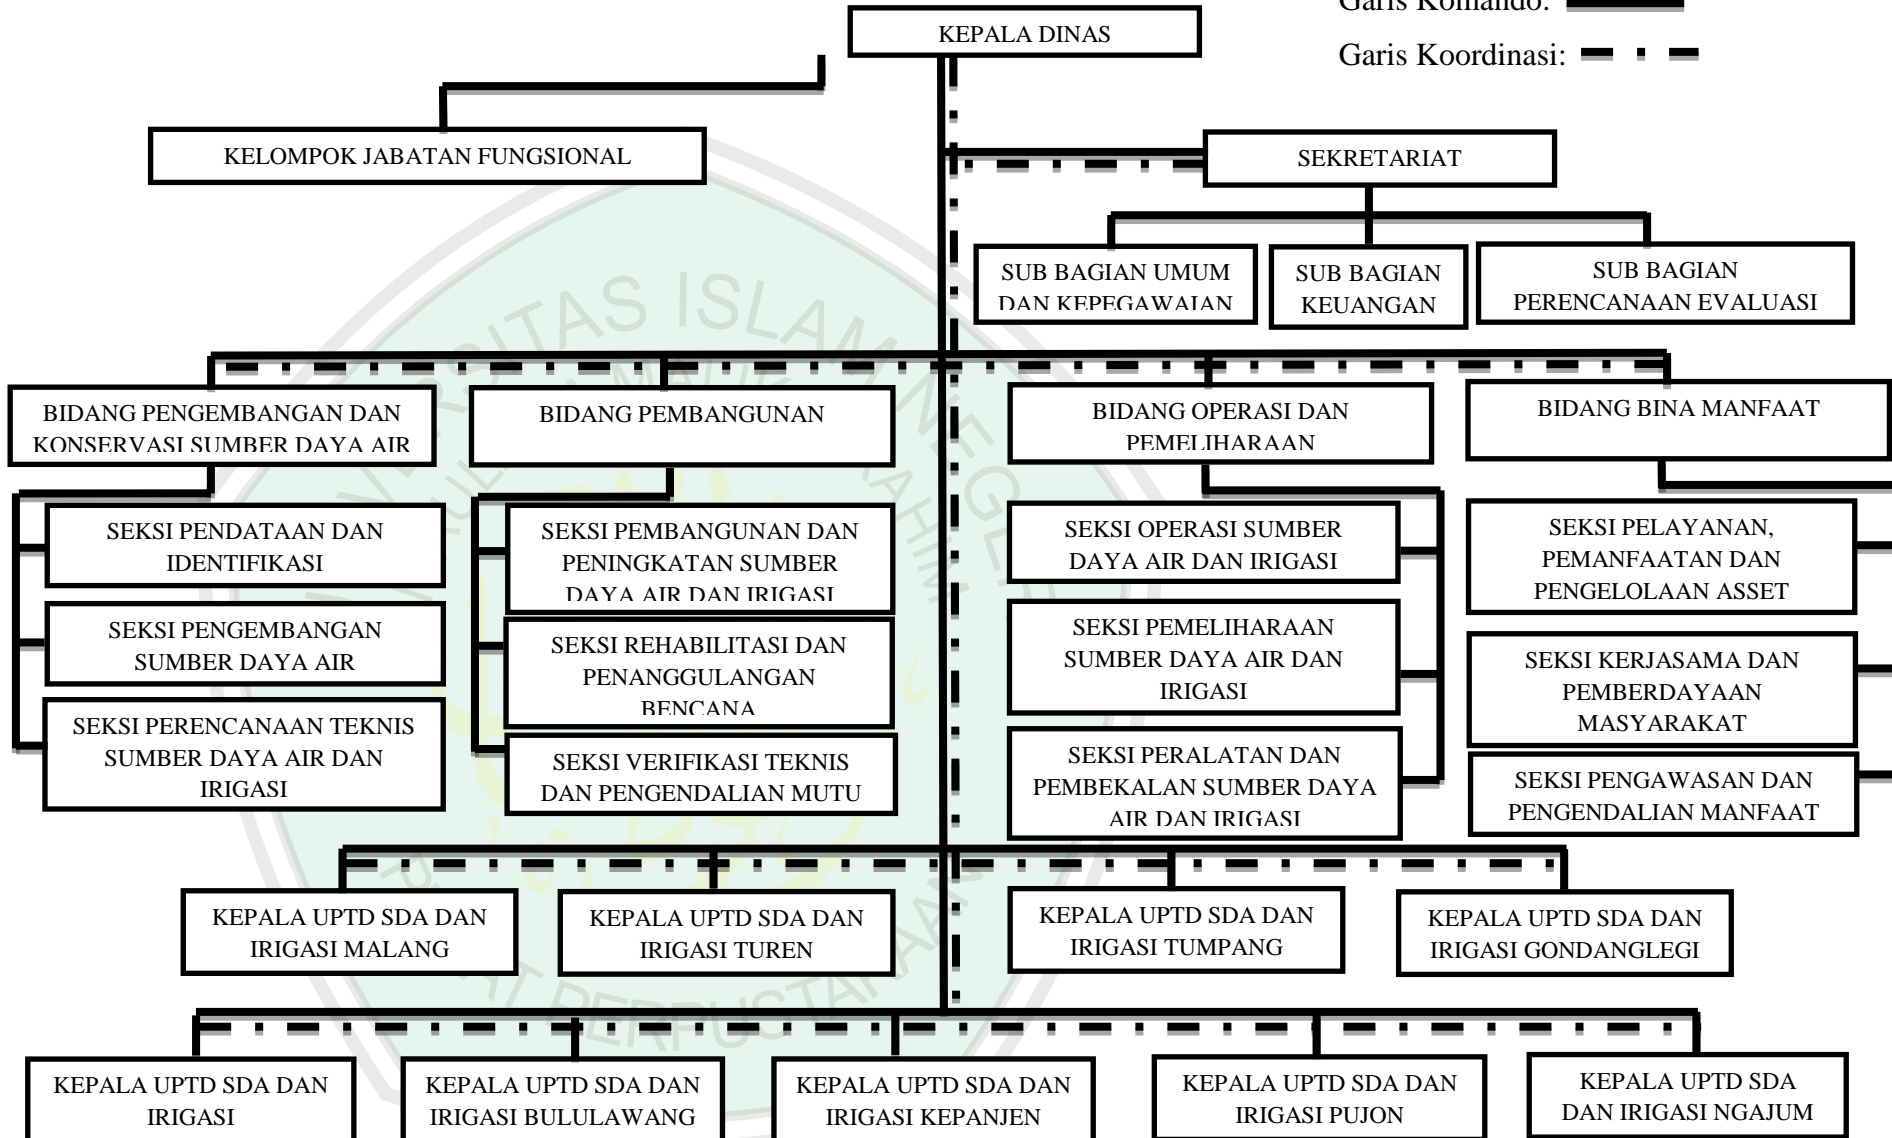 Garis Komando:
KEPALA DINAS
Garis Koordinasi:
KELOMPOK JABATAN FUNGSIONAL
SEKRETARIAT
SUB BAGIAN UMUM
DAN KEPEGAWAIAN
SUB BAGIAN
KEUANGAN
SUB BAGIAN
PERENCANAAN EVALUASI
BIDANG PENGEMBANGAN DAN
KONSERVASI SUMBER DAYA AIR
BIDANG PEMBANGUNAN
BIDANG OPERASI DAN
PEMELIHARAAN
BIDANG BINA MANFAAT
SEKSI PENDATAAN DAN
IDENTIFIKASI
SEKSI PENGEMBANGAN
SUMBER DAYA AIR
SEKSI PERENCANAAN TEKNIS
SUMBER DAYA AIR DAN
IRIGASI
SEKSI PEMBANGUNAN DAN
PENINGKATAN SUMBER
DAYA AIR DAN IRIGASI
SEKSI REHABILITASI DAN
PENANGGULANGAN
BENCANA
SEKSI VERIFIKASI TEKNIS
DAN PENGENDALIAN MUTU
SEKSI OPERASI SUMBER
DAYA AIR DAN IRIGASI
SEKSI PEMELIHARAAN
SUMBER DAYA AIR DAN
IRIGASI
SEKSI PERALATAN DAN
PEMBEKALAN SUMBER DAYA
AIR DAN IRIGASI
SEKSI PELAYANAN,
PEMANFAATAN DAN
PENGELOLAAN ASSET
SEKSI KERJASAMA DAN
PEMBERDAYAAN
MASYARAKAT
SEKSI PENGAWASAN DAN
PENGENDALIAN MANFAAT
KEPALA UPTD SDA DAN
IRIGASI MALANG
KEPALA UPTD SDA DAN
IRIGASI TUREN
KEPALA UPTD SDA DAN
IRIGASI TUMPANG
KEPALA UPTD SDA DAN
IRIGASI GONDANGLEGI
KEPALA UPTD SDA DAN
IRIGASI
KEPALA UPTD SDA DAN
IRIGASI BULULAWANG
KEPALA UPTD SDA DAN
IRIGASI KEPANJEN
KEPALA UPTD SDA DAN
IRIGASI PUJON
KEPALA UPTD SDA
DAN IRIGASI NGAJUM